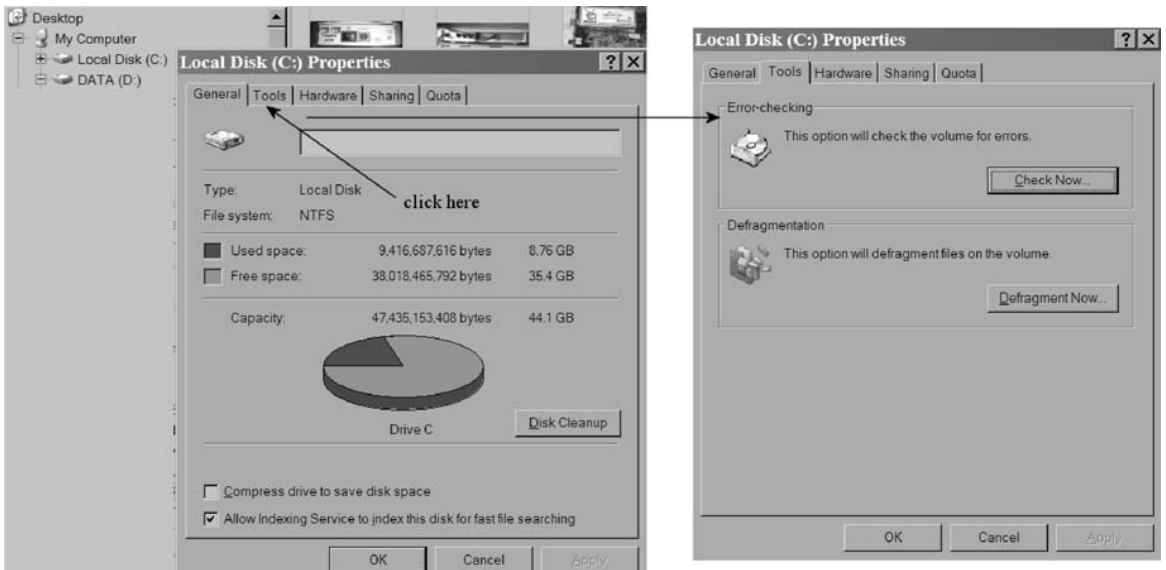 Desktop
My Computer
Local Disk (C:)
DATA (D:)
Local Disk (C:) Properties
General Tools Hardware Sharing Quota
click here
Type: Local Disk
File system: NTFS
Used space: 9,416,687,616 bytes 8.76 GB
Free space: 38,018,465,792 bytes 35.4 GB
Capacity: 47,435,153,408 bytes 44.1 GB
Drive C
Disk Cleanup
Compress drive to save disk space
Allow Indexing Service to index this disk for fast file searching
OK Cancel Apply
Local Disk (C:) Properties
General Tools Hardware Sharing Quota
Error-checking
This option will check the volume for errors.
Check Now...
Defragmentation
This option will defragment files on the volume.
Defragment Now...
OK Cancel Apply